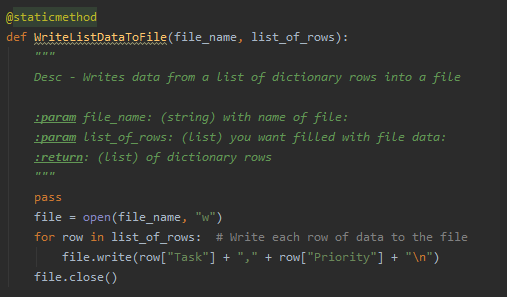 @staticmethod
def WriteListDataToFile(file_name, list_of_rows):
"""
Desc - Writes data from a list of dictionary rows into a file
:param file_name: (string) with name of file:
:param list_of_rows: (list) you want filled with file data:
:return: (list) of dictionary rows
"""
pass
file = open(file_name, "w")
for row in list_of_rows:  # Write each row of data to the file
file.write(row["Task"] + "," + row["Priority"] + "\n")
file.close()